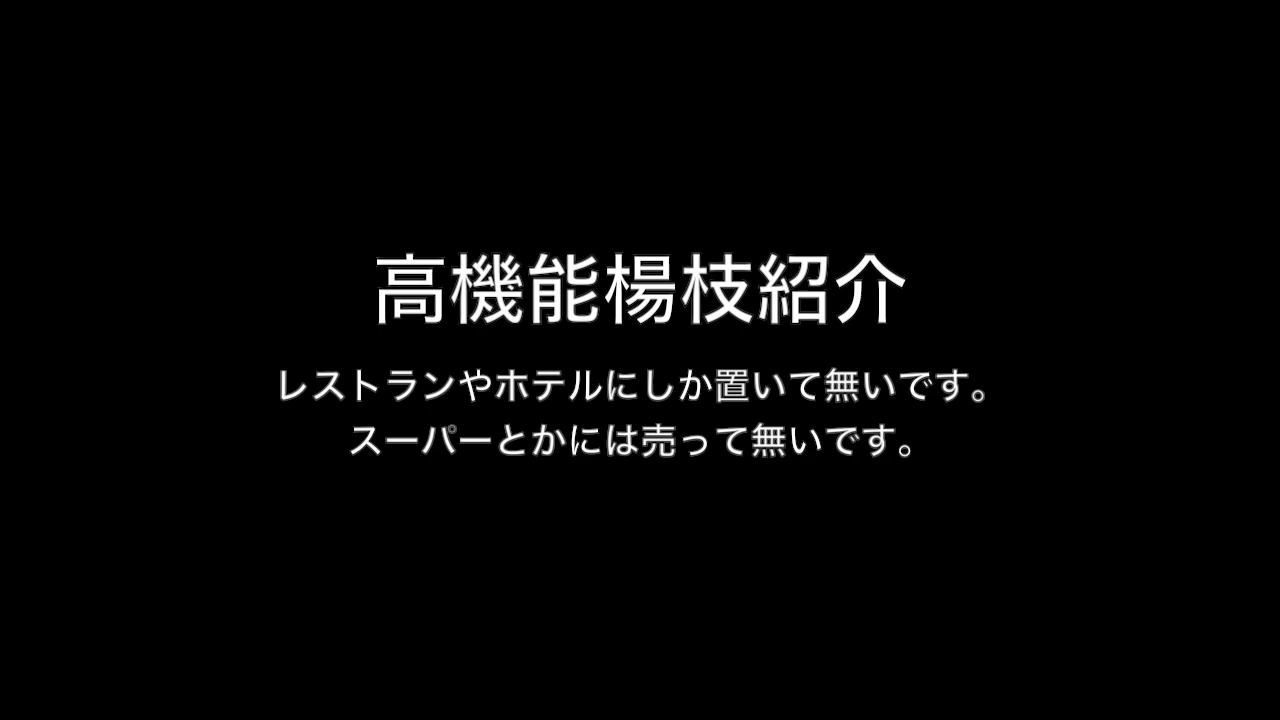 高機能楊枝紹介
レストランやホテルにしか置いて無いです。
スーパーとかには売って無いです。